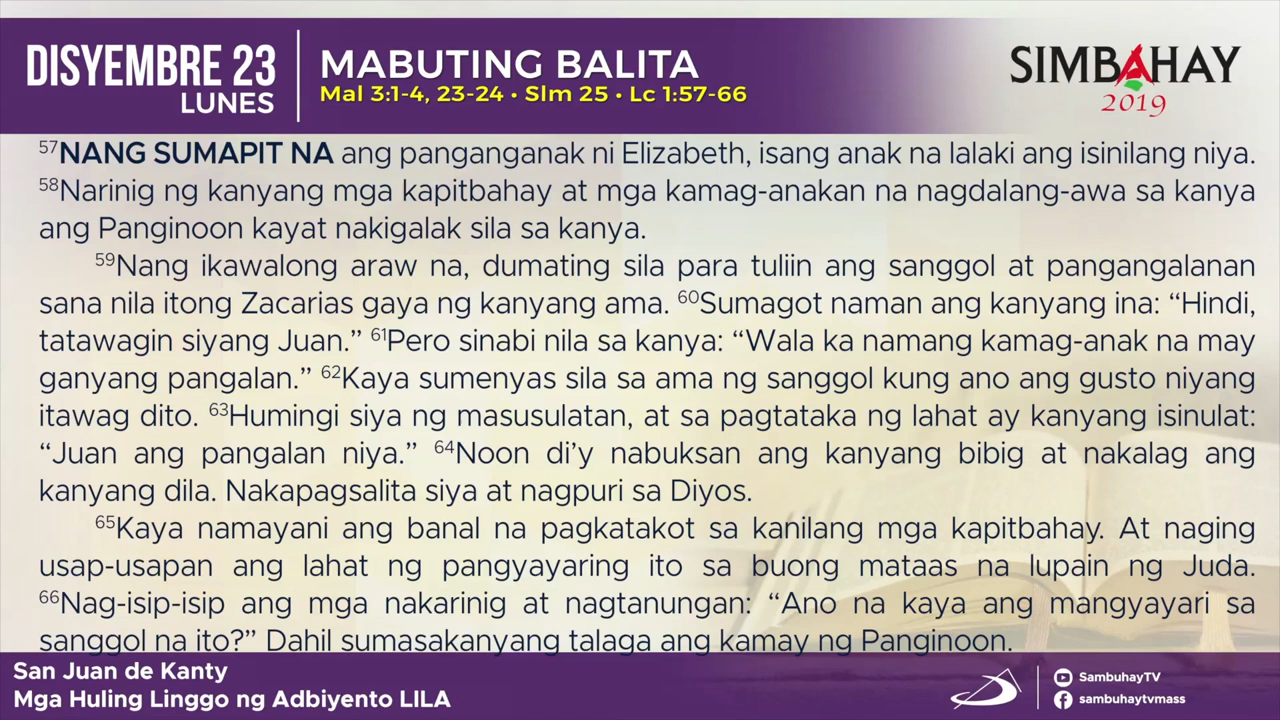 DISYEMBRE 23
LUNES
MABUTING BALITA
Mal 3:1-4, 23-24 • Slm 25 • Lc 1:57-66
SIMBAHAY
2019
57NANG SUMAPIT NA ang panganganak ni Elizabeth, isang anak na lalaki ang isinilang niya.
58Narinig ng kanyang mga kapitbahay at mga kamag-anakan na nagdalang-awa sa kanya
ang Panginoon kayat nakigalak sila sa kanya.
59Nang ikawalong araw na, dumating sila para tuliin ang sanggol at pangangalanan
sana nila itong Zacarias gaya ng kanyang ama. 60Sumagot naman ang kanyang ina: “Hindi,
tatawagin siyang Juan.” 61Pero sinabi nila sa kanya: “Wala ka namang kamag-anak na may
ganyang pangalan.” 62Kaya sumenyas sila sa ama ng sanggol kung ano ang gusto niyang
itawag dito. 63Humingi siya ng masusulatan, at sa pagtataka ng lahat ay kanyang isinulat:
“Juan ang pangalan niya.” 64Noon di’y nabuksan ang kanyang bibig at nakalag ang
kanyang dila. Nakapagsalita siya at nagpuri sa Diyos.
65Kaya namayani ang banal na pagkatakot sa kanilang mga kapitbahay. At naging
usap-usapan ang lahat ng pangyayaring ito sa buong mataas na lupain ng Juda.
66Nag-isip-isip ang mga nakarinig at nagtanungan: “Ano na kaya ang mangyayari sa
sanggol na ito?” Dahil sumasakanyang talaga ang kamay ng Panginoon.
San Juan de Kanty
Mga Huling Linggo ng Adbiyento LILA
SambuhayTV
sambuhaytvmass